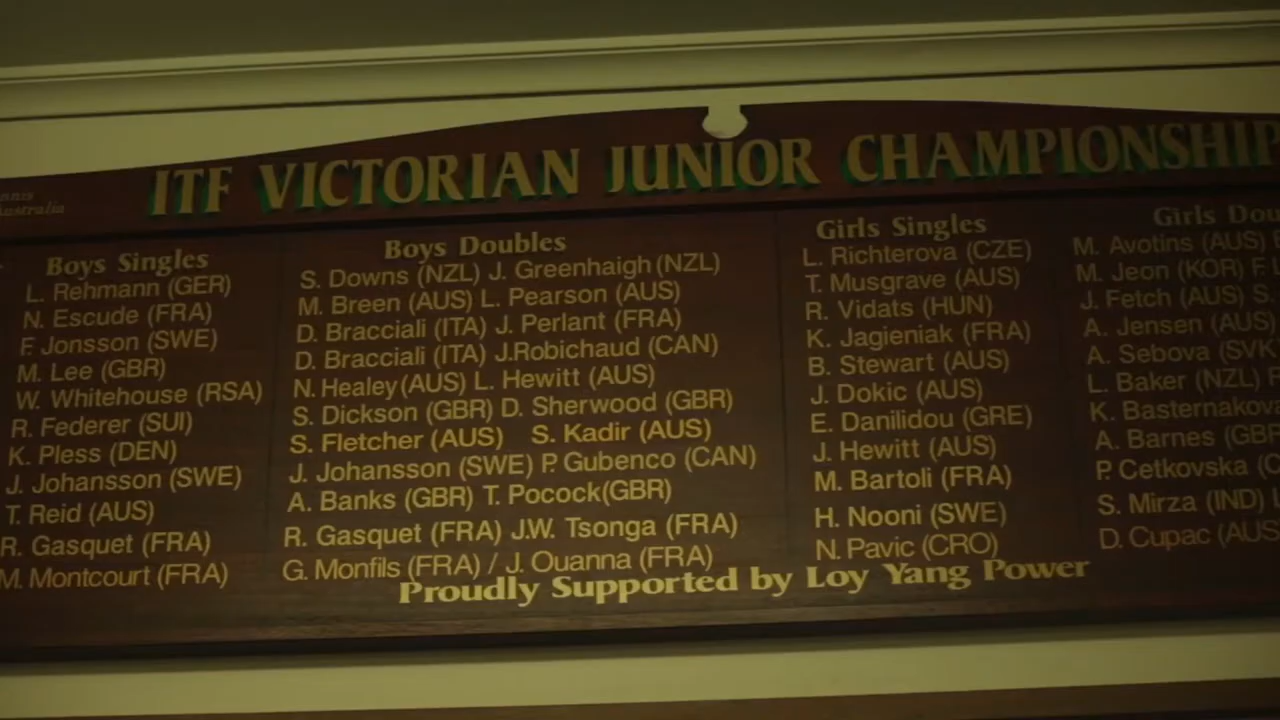 ITF VICTORIAN JUNIOR CHAMPIONSHIP
Boys Singles
L. Rehmann (GER)
N. Escude (FRA)
F. Jonsson (SWE)
M. Lee (GBR)
W. Whitehouse (RSA)
R. Federer (SUI)
K. Pless (DEN)
J. Johansson (SWE)
T. Reid (AUS)
R. Gasquet (FRA)
M. Montcourt (FRA)
Boys Doubles
S. Downs (NZL) J. Greenhaigh (NZL)
M. Breen (AUS) L. Pearson (AUS)
D. Bracciali (ITA) J. Perlant (FRA)
D. Bracciali (ITA) J.Robichaud (CAN)
N. Healey (AUS) L. Hewitt (AUS)
S. Dickson (GBR) D. Sherwood (GBR)
S. Fletcher (AUS) S. Kadir (AUS)
J. Johansson (SWE) P. Gubenco (CAN)
A. Banks (GBR) T. Pocock(GBR)
R. Gasquet (FRA) J.W. Tsonga (FRA)
G. Monfils (FRA) / J. Ouanna (FRA)
Girls Singles
L. Richterova (CZE)
T. Musgrave (AUS)
R. Vidats (HUN)
K. Jagieniak (FRA)
B. Stewart (AUS)
J. Dokic (AUS)
E. Danilidou (GRE)
J. Hewitt (AUS)
M. Bartoli (FRA)
H. Nooni (SWE)
N. Pavic (CRO)
Girls Dou
M. Avotins (AUS)
M. Jeon (KOR) F.
J. Fetch (AUS) S.
A. Jensen (AUS)
A. Sebova (SVK
L. Baker (NZL)
K. Basternakov
A. Barnes (GBR
P. Cetkovska (C
S. Mirza (IND)
D. Cupac (AUS
Proudly Supported by Loy Yang Power